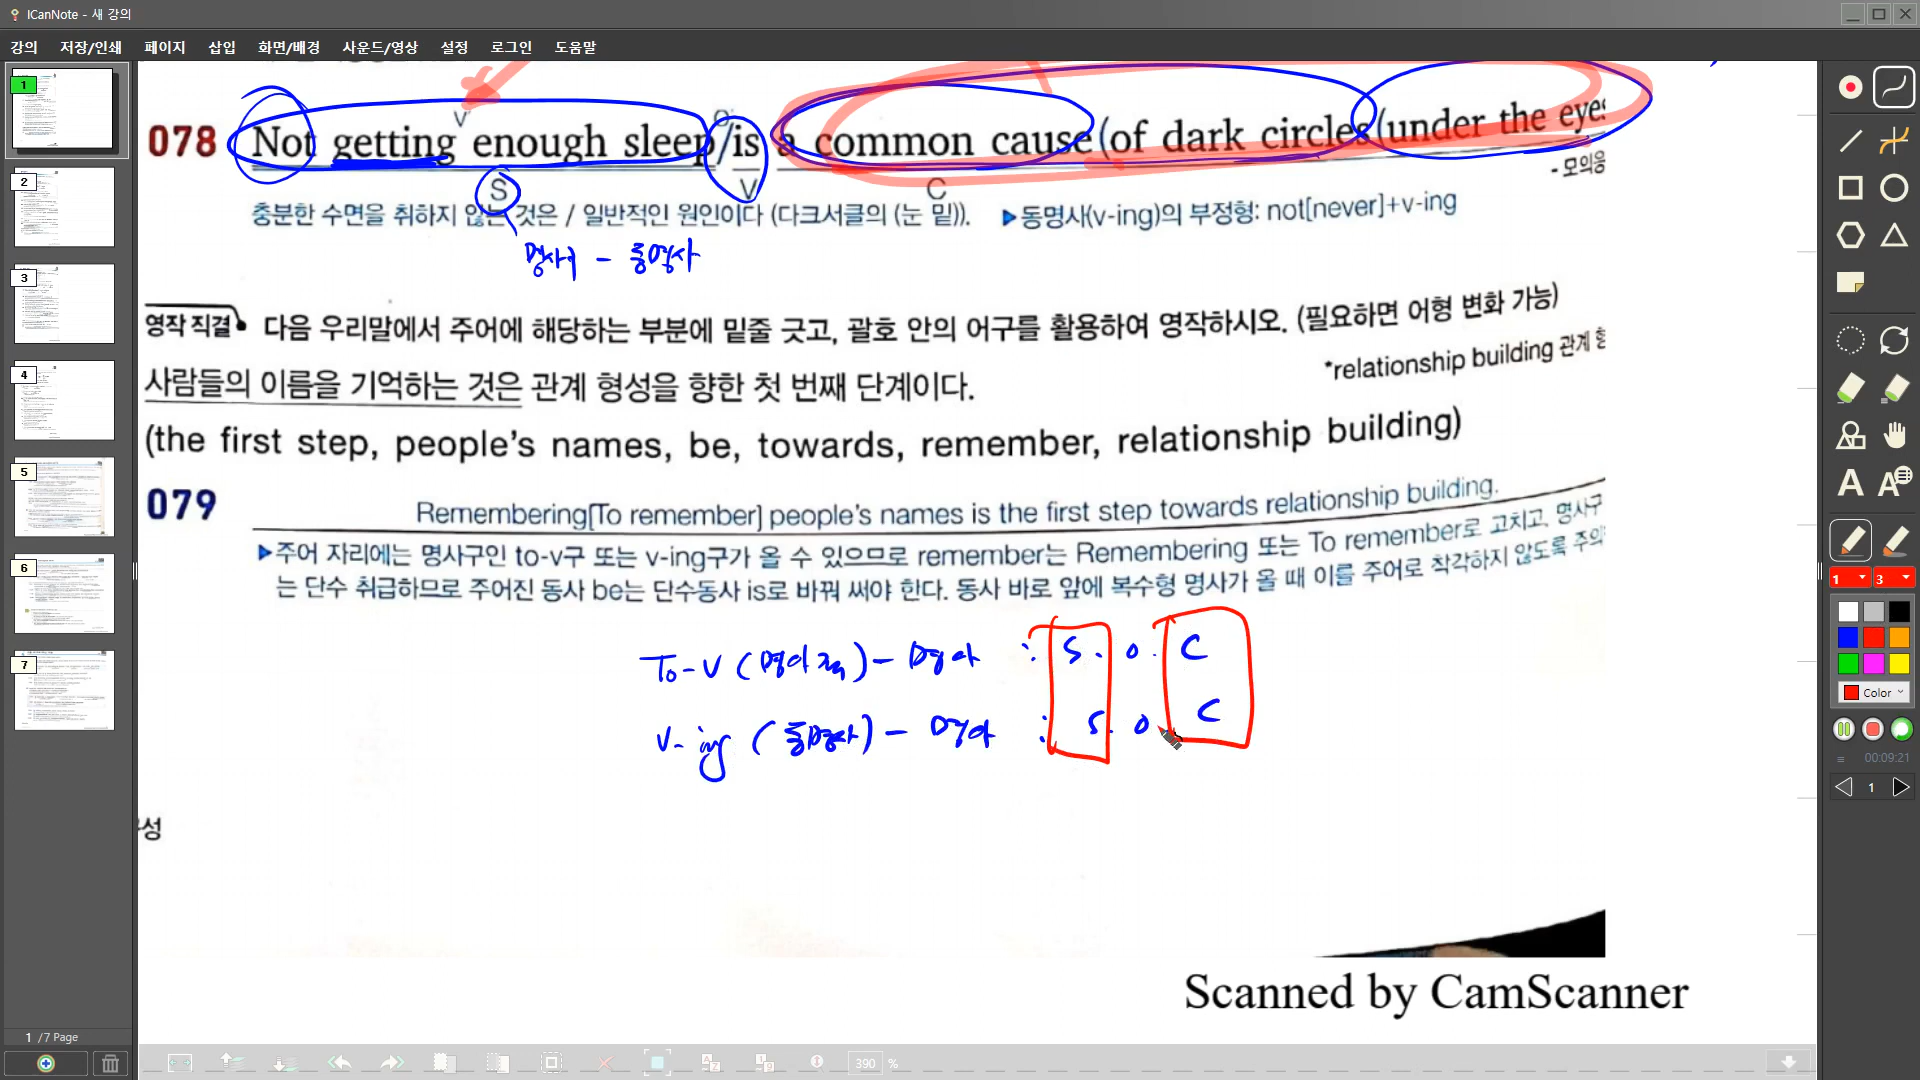 ICanNote - 새 강의
강의 저장/인쇄 페이지 삽입 화면/배경 사운드/영상 설정 로그인 도움말
1
2
3
4
5
6
7
1 /7 Page
V'
O'
078 Not getting enough sleep/is a common cause (of dark circles (under the eyes
- 모의응
S V C
충분한 수면을 취하지 않는 것은 / 일반적인 원인이다 (다크서클의 (눈 밑)). ▶동명사(v-ing)의 부정형: not[never]+v-ing
명사 - 동명사
영작 직결 다음 우리말에서 주어에 해당하는 부분에 밑줄 긋고, 괄호 안의 어구를 활용하여 영작하시오. (필요하면 어형 변화 가능)
사람들의 이름을 기억하는 것은 관계 형성을 향한 첫 번째 단계이다.
*relationship building 관계 형
(the first step, people's names, be, towards, remember, relationship building)
079 Remembering[To remember] people's names is the first step towards relationship building.
▶주어 자리에는 명사구인 to-v구 또는 v-ing구가 올 수 있으므로 remember는 Remembering 또는 To remember로 고치고, 명사구
는 단수 취급하므로 주어진 동사 be는 단수동사 is로 바꿔 써야 한다. 동사 바로 앞에 복수형 명사가 올 때 이를 주어로 착각하지 않도록 주의
To-V ( ) - 명사 : S. O. C
V-ing (동명사) - 명사 : S. O. C
성
Scanned by CamScanner
1 3
Color
00:09:21
1
390 %